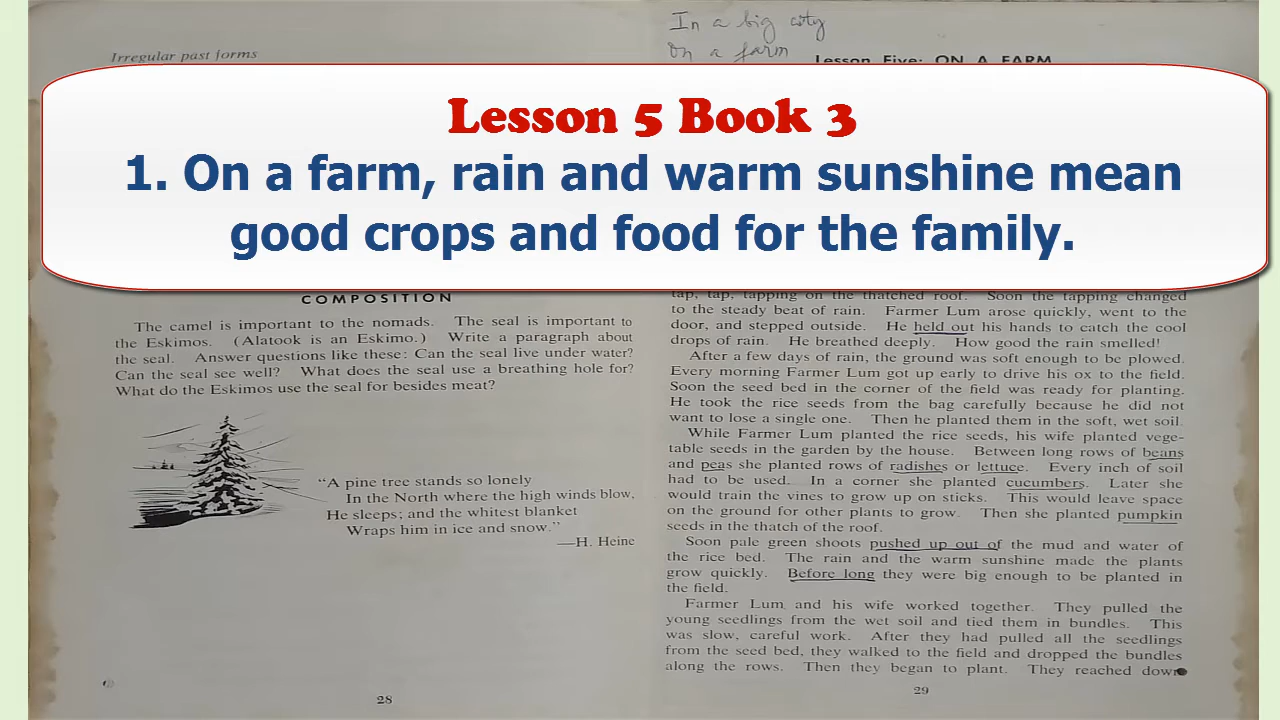 In a big city
On a farm
Irregular past forms
Lesson Five: ON A FARM
Lesson 5 Book 3
1. On a farm, rain and warm sunshine mean
good crops and food for the family.
COMPOSITION
The camel is important to the nomads. The seal is important to
the Eskimos. (Alatook is an Eskimo.) Write a paragraph about
the seal. Answer questions like these: Can the seal live under water?
Can the seal see well? What does the seal use a breathing hole for?
What do the Eskimos use the seal for besides meat?
"A pine tree stands so lonely
In the North where the high winds blow,
He sleeps; and the whitest blanket
Wraps him in ice and snow."
—H. Heine
28
tap, tap, tapping on the thatched roof. Soon the tapping changed
to the steady beat of rain. Farmer Lum arose quickly, went to the
door, and stepped outside. He held out his hands to catch the cool
drops of rain. He breathed deeply. How good the rain smelled!
After a few days of rain, the ground was soft enough to be plowed.
Every morning Farmer Lum got up early to drive his ox to the field.
Soon the seed bed in the corner of the field was ready for planting.
He took the rice seeds from the bag carefully because he did not
want to lose a single one. Then he planted them in the soft, wet soil.
While Farmer Lum planted the rice seeds, his wife planted vege-
table seeds in the garden by the house. Between long rows of beans
and peas she planted rows of radishes or lettuce. Every inch of soil
had to be used. In a corner she planted cucumbers. Later she
would train the vines to grow up on sticks. This would leave space
on the ground for other plants to grow. Then she planted pumpkin
seeds in the thatch of the roof.
Soon pale green shoots pushed up out of the mud and water of
the rice bed. The rain and the warm sunshine made the plants
grow quickly. Before long they were big enough to be planted in
the field.
Farmer Lum and his wife worked together. They pulled the
young seedlings from the wet soil and tied them in bundles. This
was slow, careful work. After they had pulled all the seedlings
from the seed bed, they walked to the field and dropped the bundles
along the rows. Then they began to plant. They reached down
29